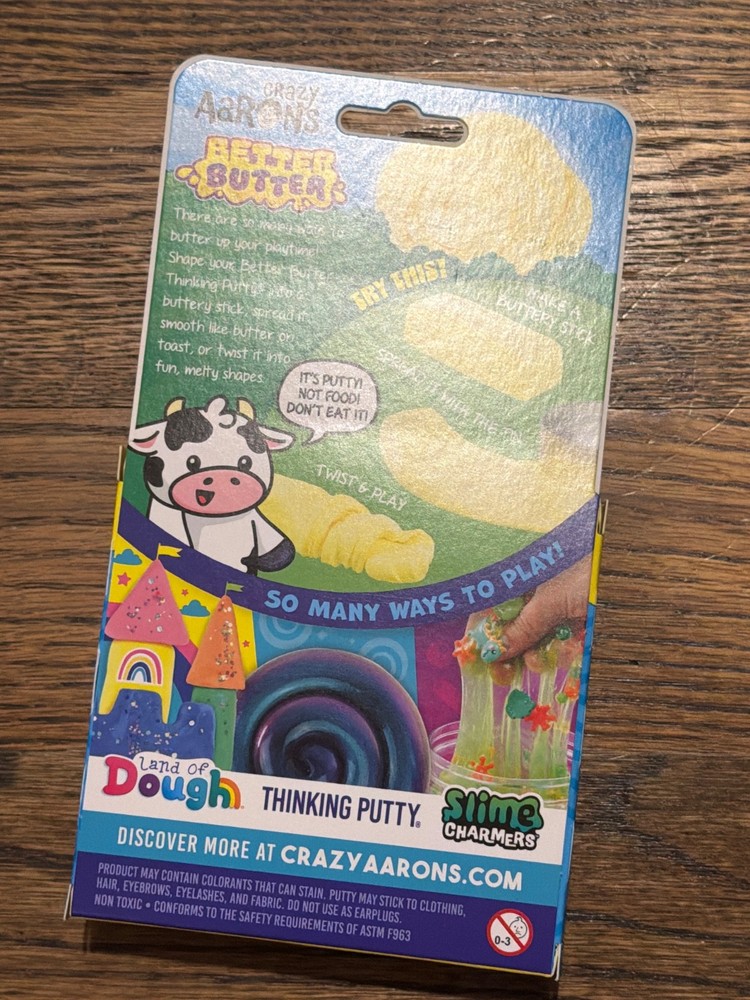 CRAZY
AARONS
BETTER
BUTTER
There are so many ways to
butter up your playtime!
Shape your Better Butter
Thinking Putty® into a
buttery stick, spread it
smooth like butter on
toast, or twist it into
fun, melty shapes.
TRY THIS!
MAKE A
BUTTERY STICK
IT'S PUTTY!
NOT FOOD!
DON'T EAT IT!
TWIST & PLAY
SO MANY WAYS TO PLAY!
Land Of
Dough
THINKING PUTTY®
Slime
CHARMERS
DISCOVER MORE AT CRAZYAARONS.COM
PRODUCT MAY CONTAIN COLORANTS THAT CAN STAIN. PUTTY MAY STICK TO CLOTHING,
HAIR, EYEBROWS, EYELASHES, AND FABRIC. DO NOT USE AS EARPLUGS.
NON TOXIC • CONFORMS TO THE SAFETY REQUIREMENTS OF ASTM F963
0-3